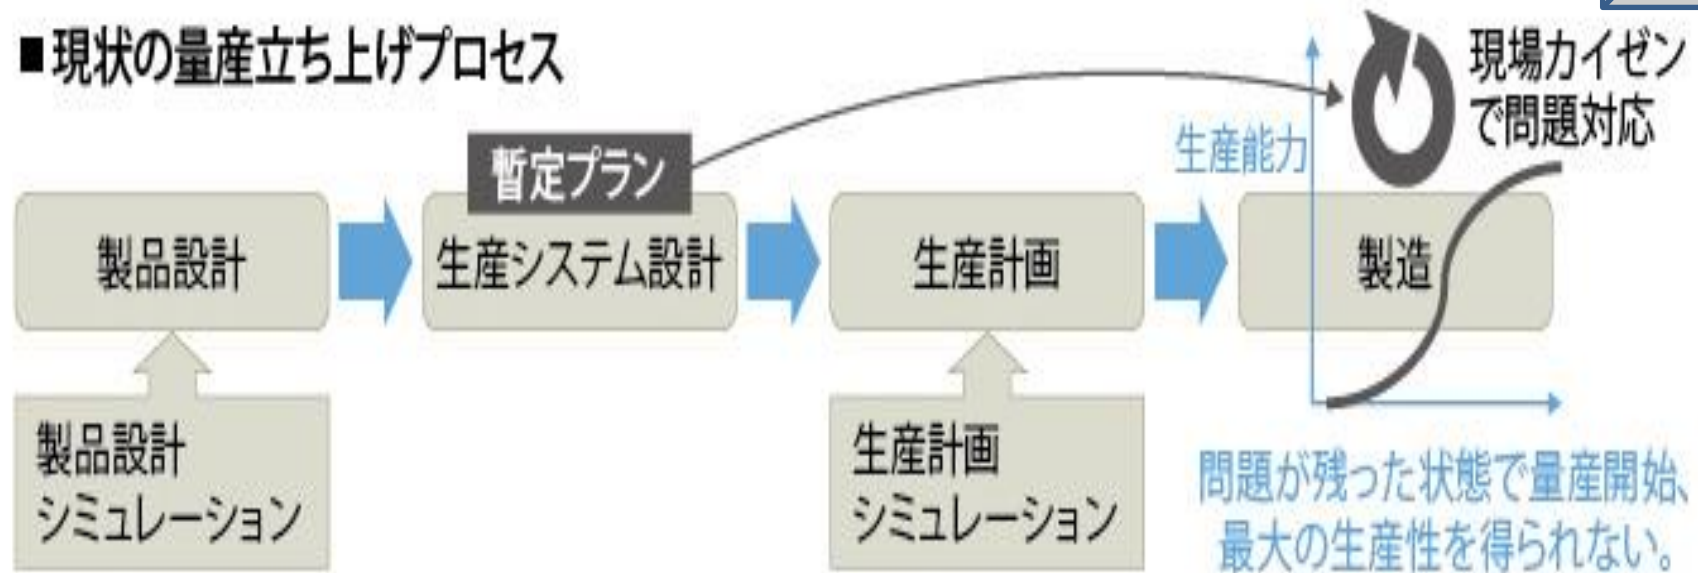 ■現状の量産立ち上げプロセス
現場カイゼン
で問題対応
生産能力
暫定プラン
製品設計
生産システム設計
生産計画
製造
製品設計
シミュレーション
生産計画
シミュレーション
問題が残った状態で量産開始、
最大の生産性を得られない。